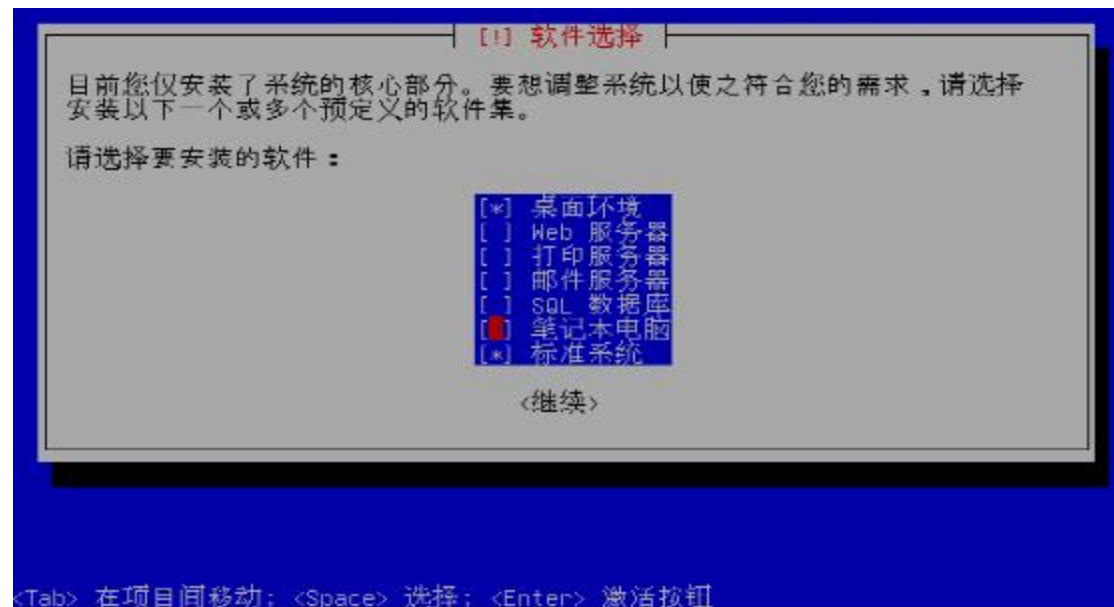 [!] 软件选择
目前您仅安装了系统的核心部分。要想调整系统以使之符合您的需求，请选择
安装以下一个或多个预定义的软件集。
请选择要安装的软件：
[*] 桌面环境
[ ] Web 服务器
[ ] 打印服务器
[ ] 邮件服务器
[ ] SQL 数据库
[ ] 笔记本电脑
[*] 标准系统
<继续>
<Tab> 在项目间移动; <Space> 选择; <Enter> 激活按钮